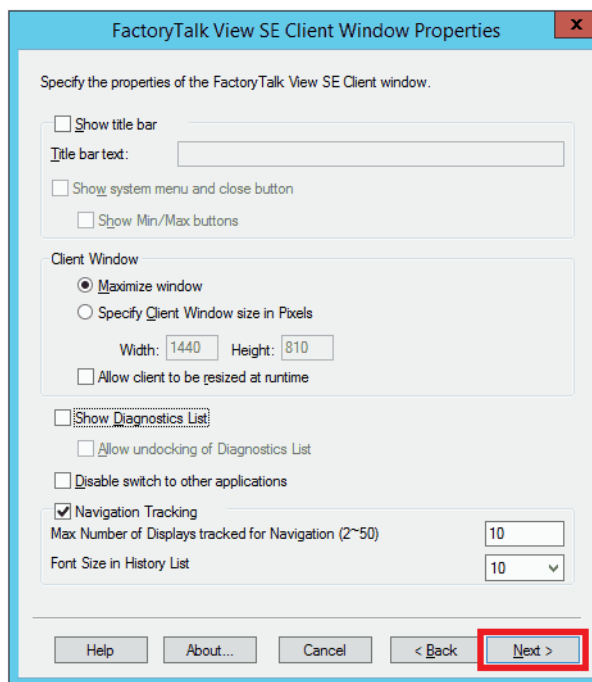 FactoryTalk View SE Client Window Properties
x
Specify the properties of the FactoryTalk View SE Client window.
Show title bar
Title bar text:
Show system menu and close button
Show Min/Max buttons
Client Window
Maximize window
Specify Client Window size in Pixels
Width: 1440 Height: 810
Allow client to be resized at runtime
Show Diagnostics List
Allow undocking of Diagnostics List
Disable switch to other applications
Navigation Tracking
Max Number of Displays tracked for Navigation (2~50) 10
Font Size in History List 10
Help About... Cancel < Back Next >